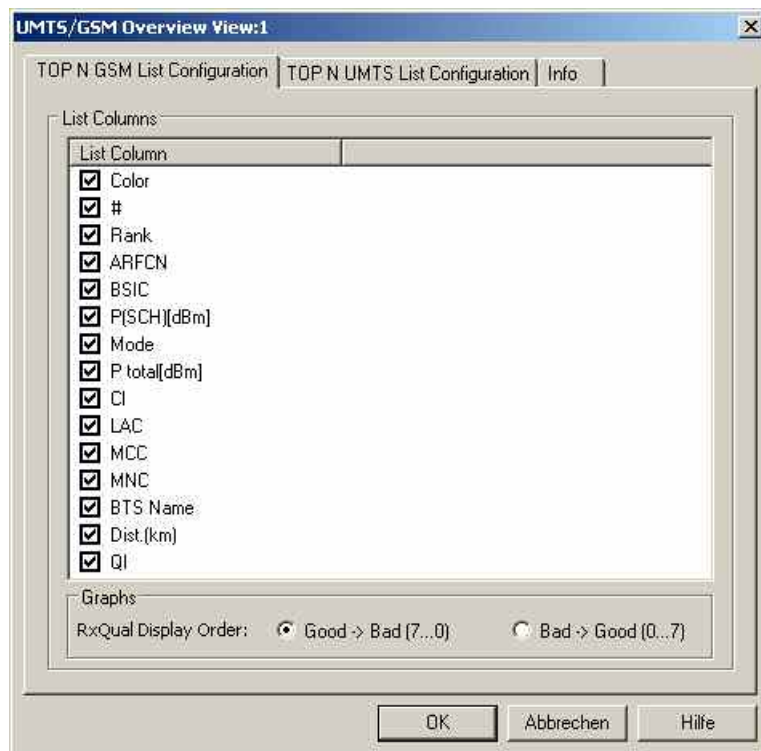 UMTS/GSM Overview View:1
TOP N GSM List Configuration TOP N UMTS List Configuration Info
List Columns
List Column
Color
#
Rank
ARFCN
BSIC
P(SCH)[dBm]
Mode
P total[dBm]
CI
LAC
MCC
MNC
BTS Name
Dist.(km)
QI
Graphs
RxQual Display Order: Good -> Bad (7...0) Bad -> Good (0...7)
OK Abbrechen Hilfe